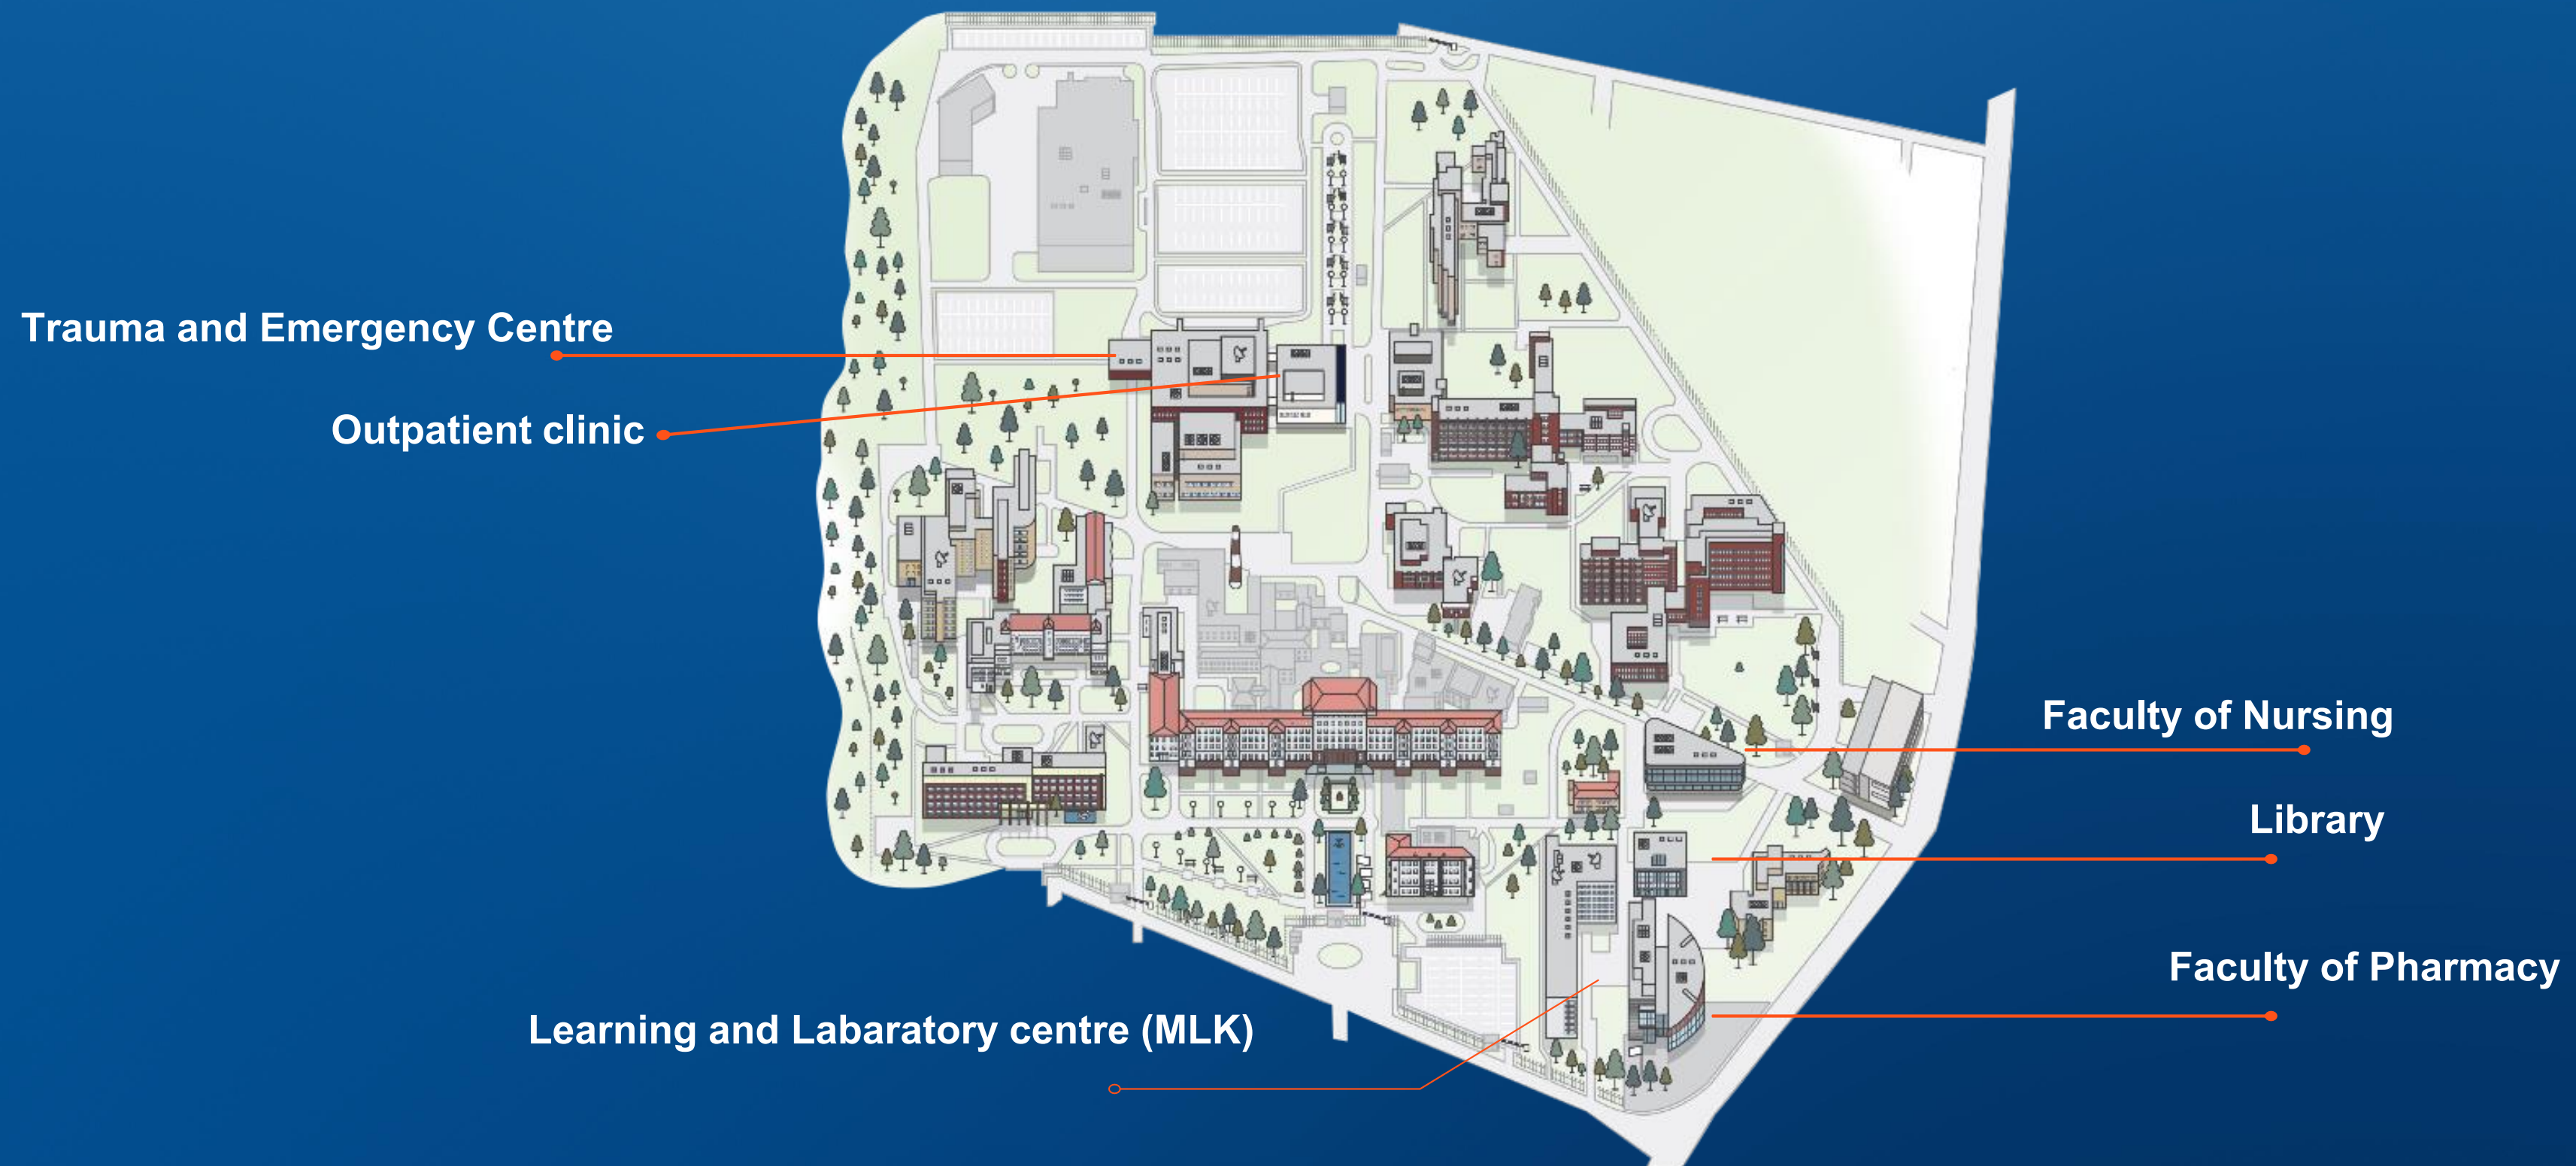 Trauma and Emergency Centre
Outpatient clinic
Faculty of Nursing
Library
Faculty of Pharmacy
Learning and Labaratory centre (MLK)